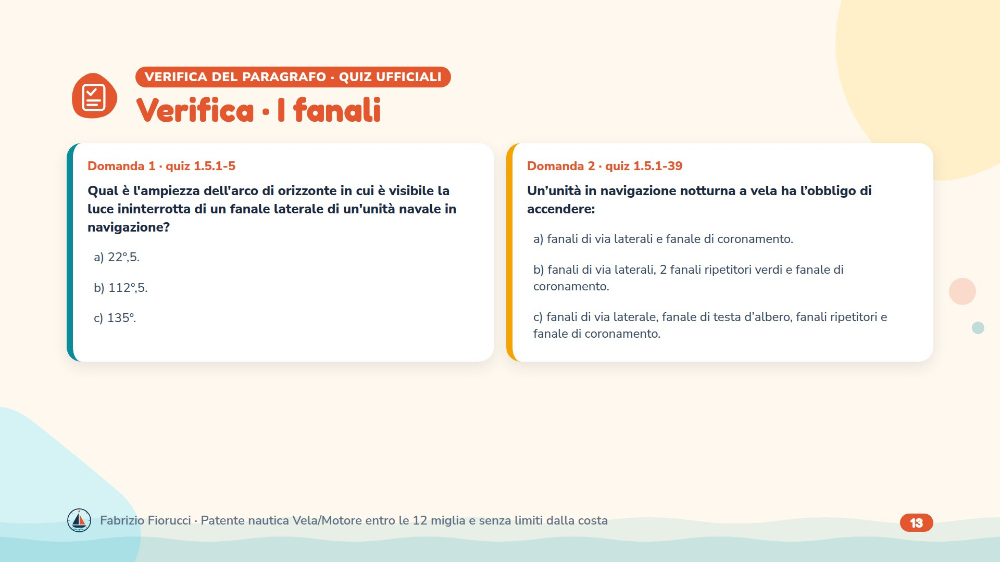 VERIFICA DEL PARAGRAFO · QUIZ UFFICIALI
Verifica · I fanali
Domanda 1 · quiz 1.5.1-5
Qual è l'ampiezza dell'arco di orizzonte in cui è visibile la
luce ininterrotta di un fanale laterale di un'unità navale in
navigazione?
a) 22°,5.
b) 112°,5.
c) 135°.
Domanda 2 · quiz 1.5.1-39
Un’unità in navigazione notturna a vela ha l’obbligo di
accendere:
a) fanali di via laterali e fanale di coronamento.
b) fanali di via laterali, 2 fanali ripetitori verdi e fanale di
coronamento.
c) fanali di via laterale, fanale di testa d’albero, fanali ripetitori e
fanale di coronamento.
Fabrizio Fiorucci · Patente nautica Vela/Motore entro le 12 miglia e senza limiti dalla costa
13